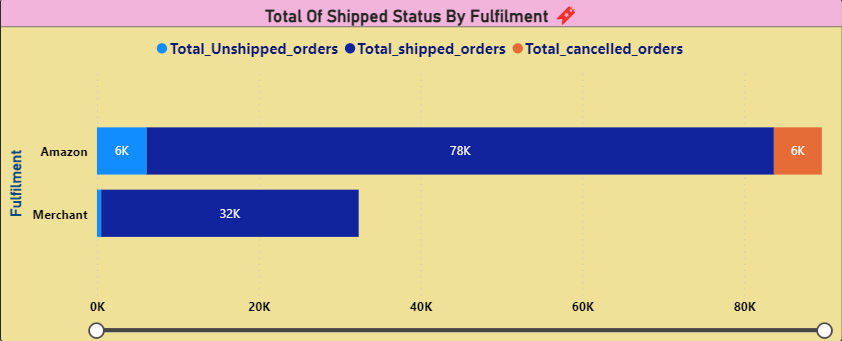 Total Of Shipped Status By Fulfilment
Total_Unshipped_orders Total_shipped_orders Total_cancelled_orders
Fulfilment
Amazon 6K 78K 6K
Merchant 32K
0K 20K 40K 60K 80K